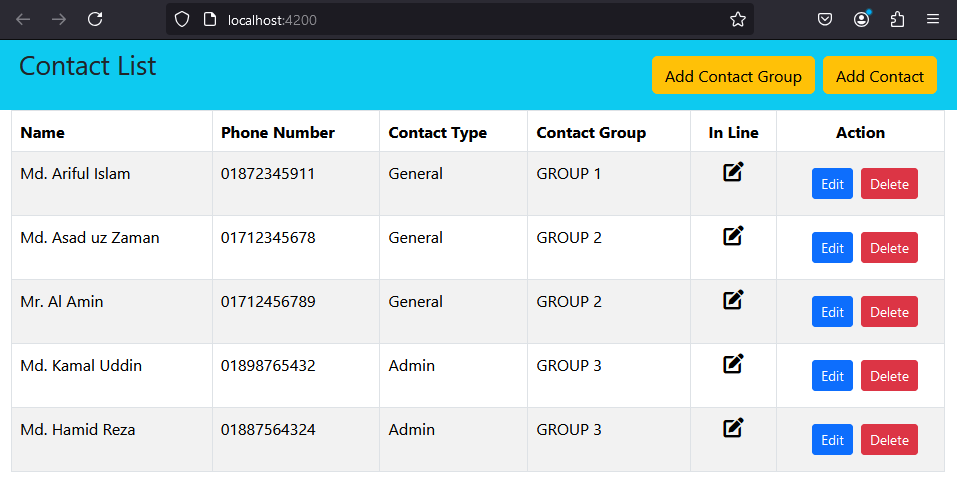 localhost:4200
Contact List
Add Contact Group Add Contact
Name Phone Number Contact Type Contact Group In Line Action
Md. Ariful Islam 01872345911 General GROUP 1 Edit Delete
Md. Asad uz Zaman 01712345678 General GROUP 2 Edit Delete
Mr. Al Amin 01712456789 General GROUP 2 Edit Delete
Md. Kamal Uddin 01898765432 Admin GROUP 3 Edit Delete
Md. Hamid Reza 01887564324 Admin GROUP 3 Edit Delete